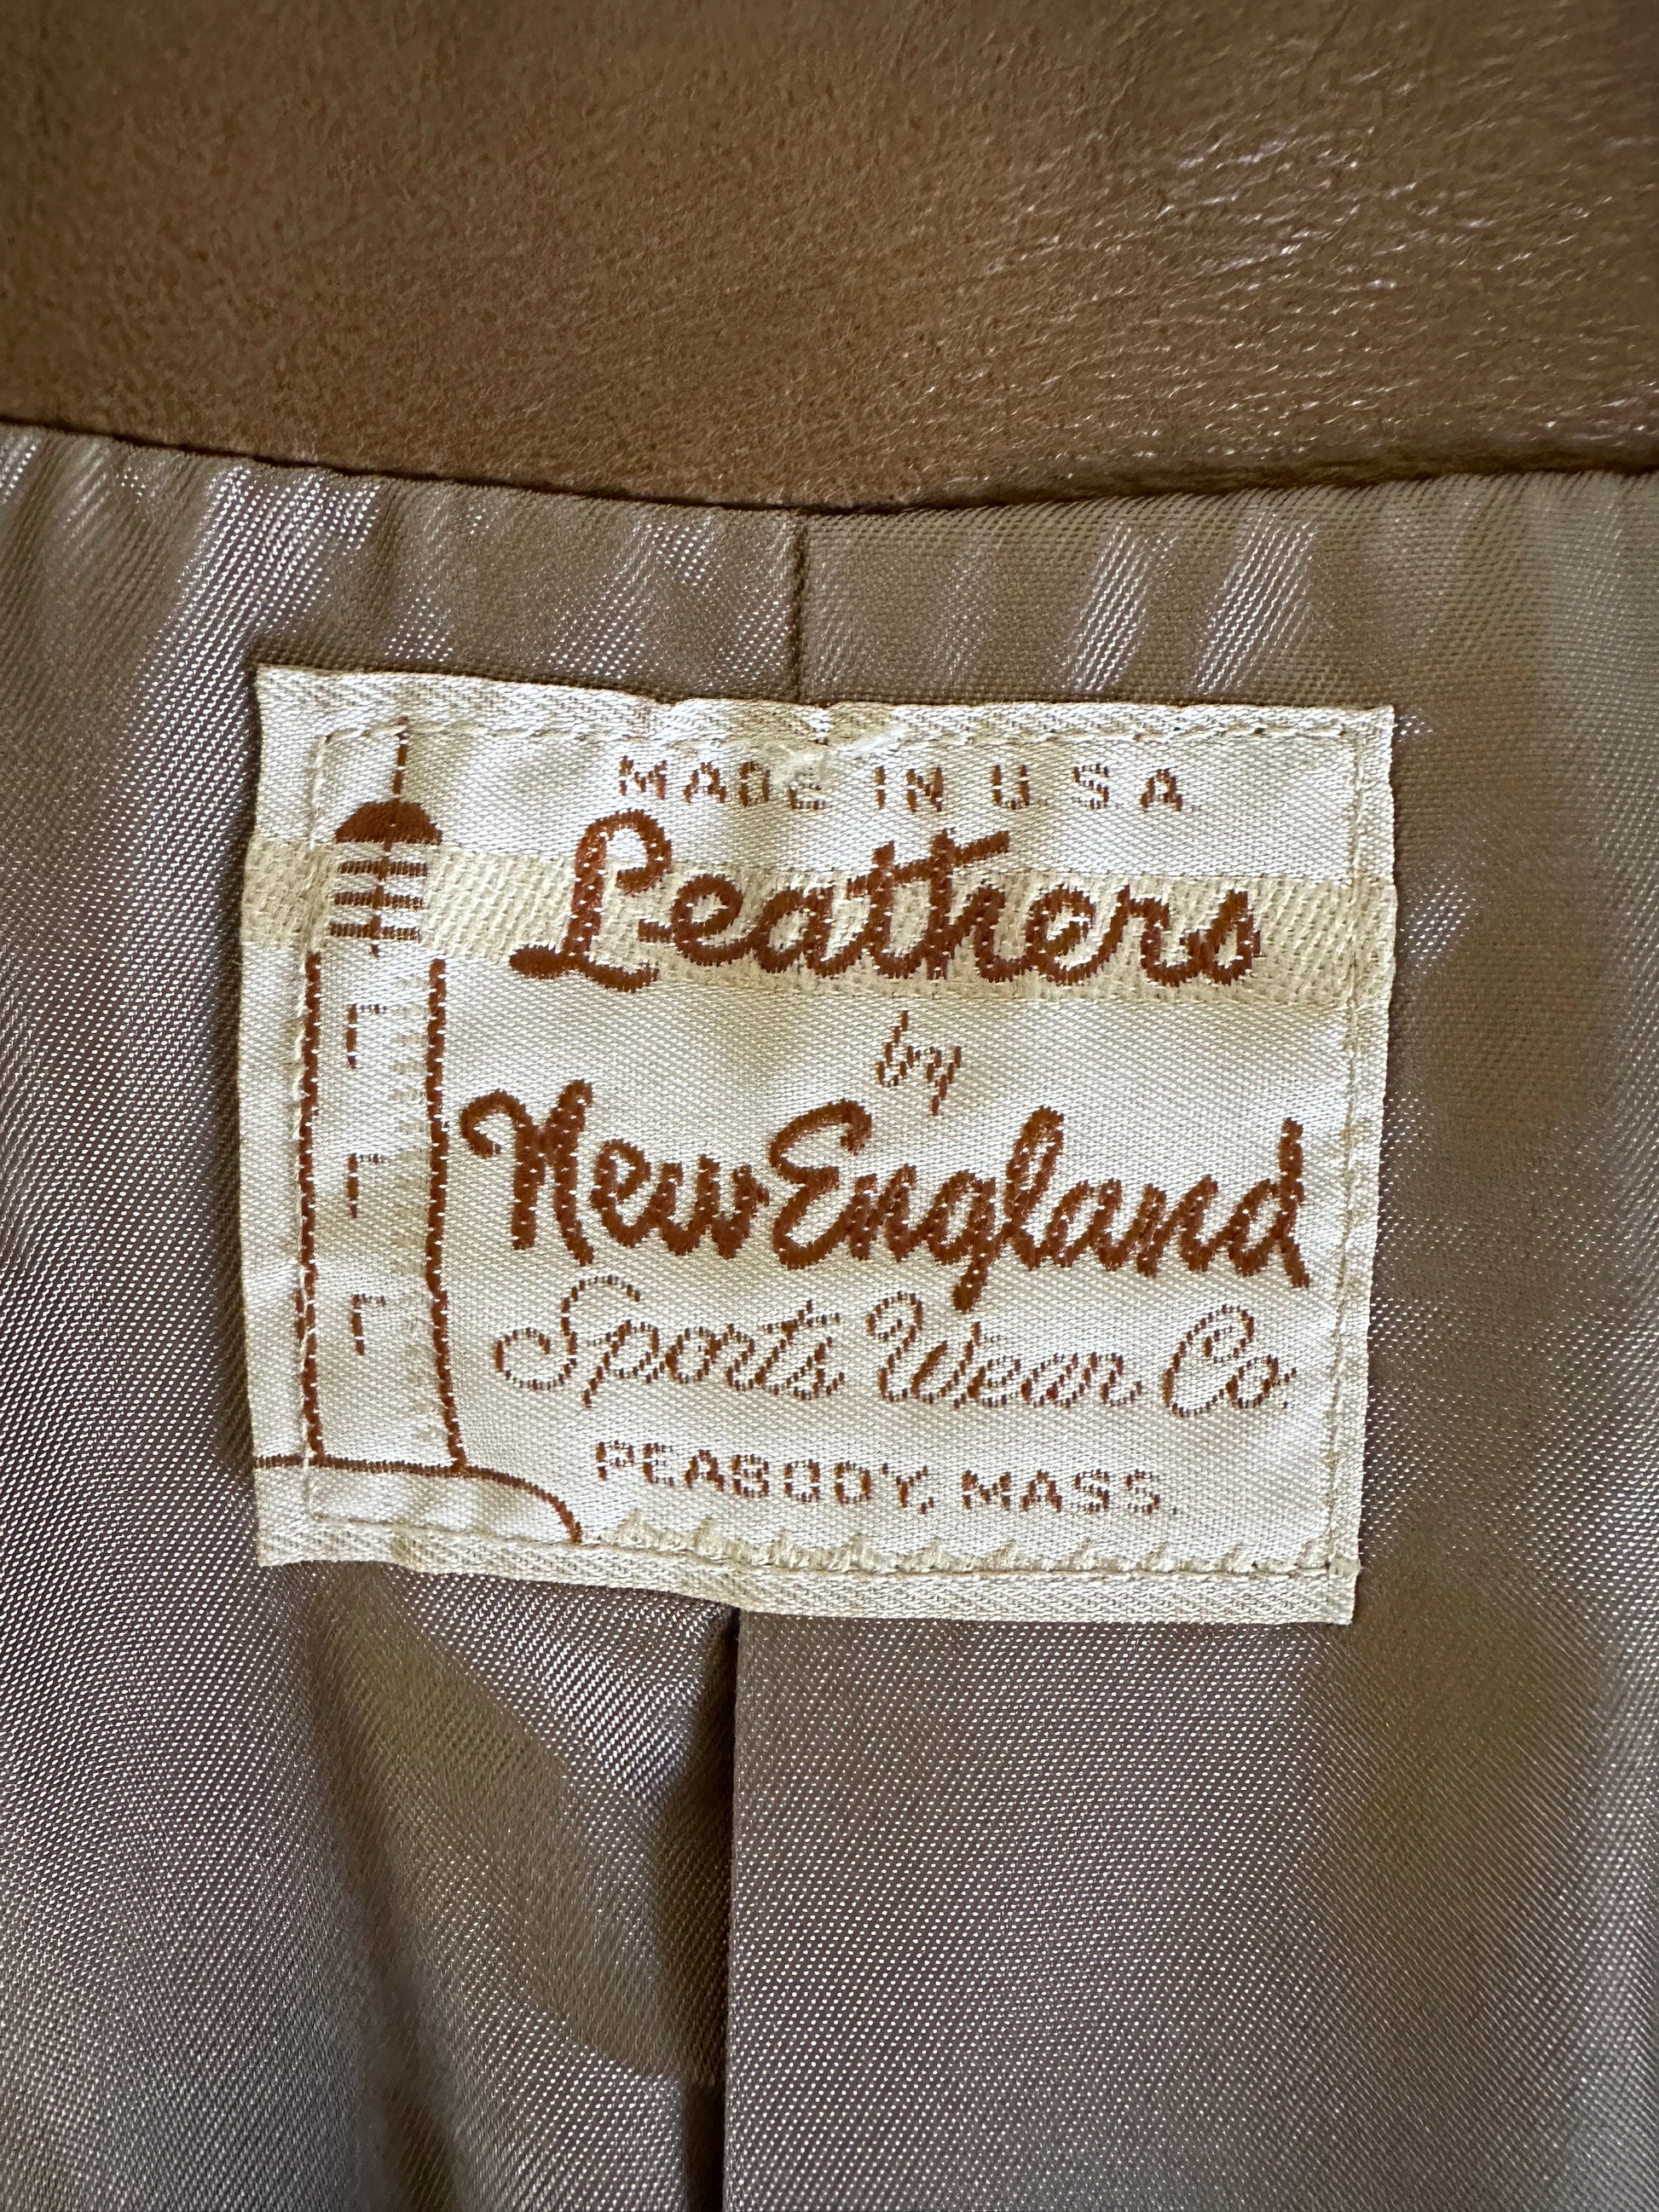 MADE IN U.S.A.
Leathers
by
New England
Sports Wear Co.
PEABODY, MASS.